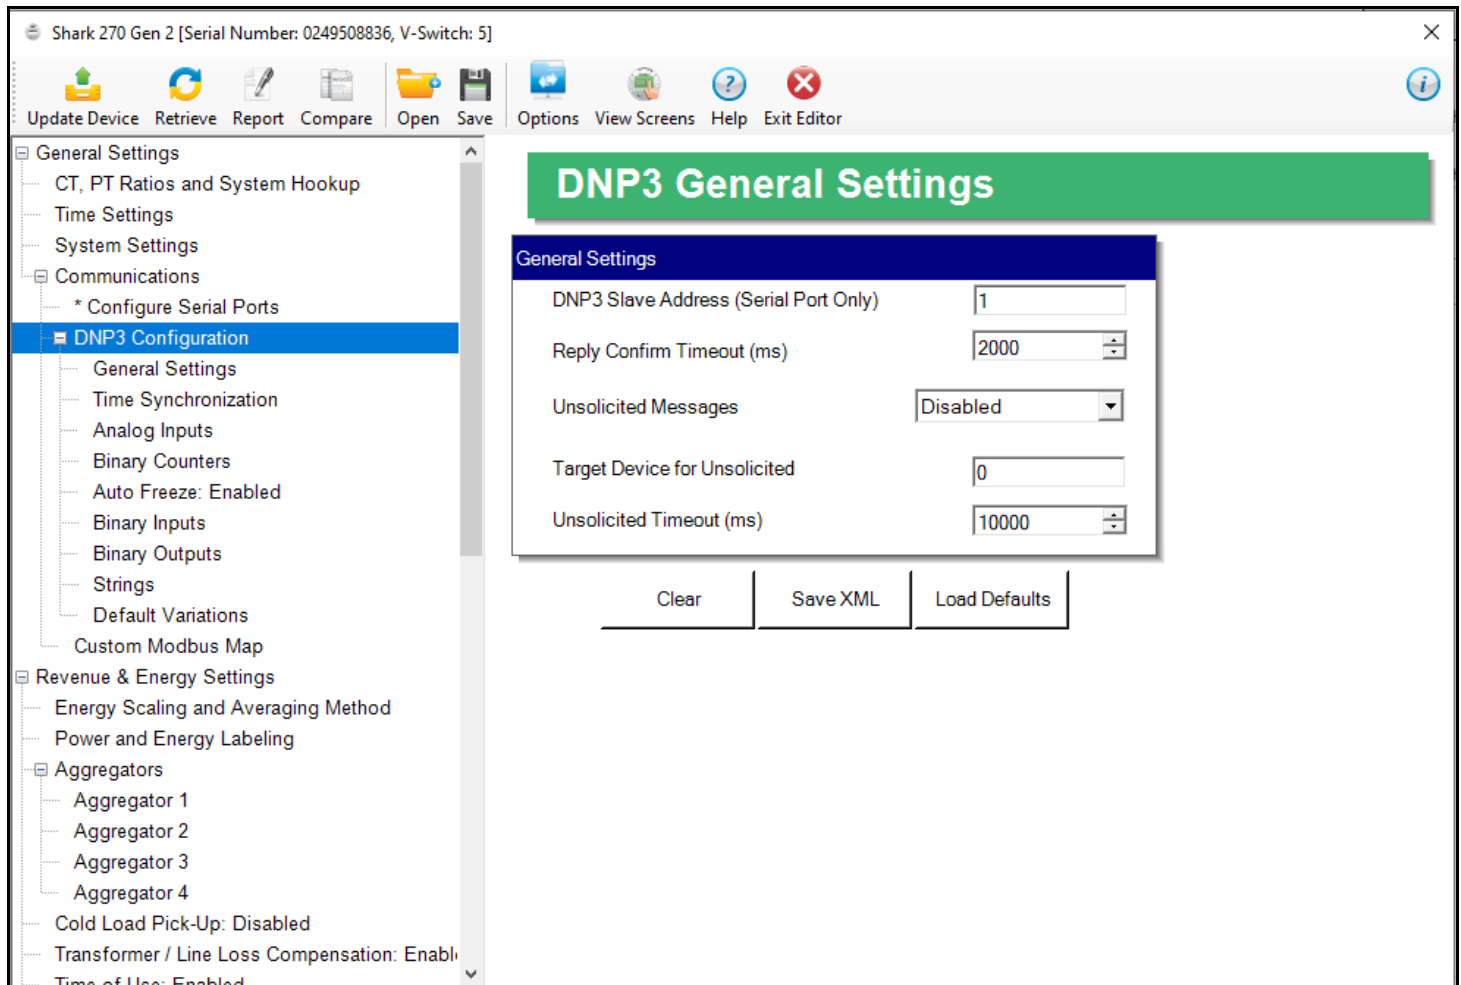 Shark 270 Gen 2 [Serial Number: 0249508836, V-Switch: 5]
Update Device Retrieve Report Compare Open Save Options View Screens Help Exit Editor
General Settings
CT, PT Ratios and System Hookup
Time Settings
System Settings
Communications
* Configure Serial Ports
DNP3 Configuration
General Settings
Time Synchronization
Analog Inputs
Binary Counters
Auto Freeze: Enabled
Binary Inputs
Binary Outputs
Strings
Default Variations
Custom Modbus Map
Revenue & Energy Settings
Energy Scaling and Averaging Method
Power and Energy Labeling
Aggregators
Aggregator 1
Aggregator 2
Aggregator 3
Aggregator 4
Cold Load Pick-Up: Disabled
Transformer / Line Loss Compensation: Enabl
Time of Use: Enabled
DNP3 General Settings
General Settings
DNP3 Slave Address (Serial Port Only) 1
Reply Confirm Timeout (ms) 2000
Unsolicited Messages Disabled
Target Device for Unsolicited 0
Unsolicited Timeout (ms) 10000
Clear Save XML Load Defaults